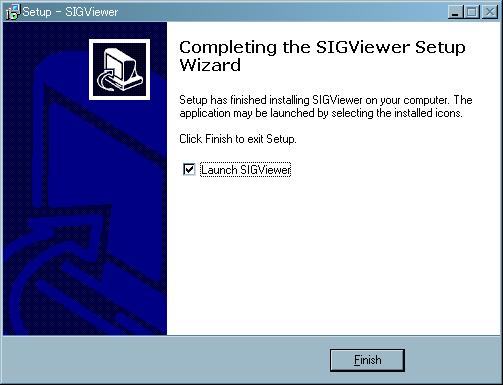 Setup - SIGViewer
Completing the SIGViewer Setup
Wizard
Setup has finished installing SIGViewer on your computer. The
application may be launched by selecting the installed icons.
Click Finish to exit Setup.
Launch SIGViewer
Finish